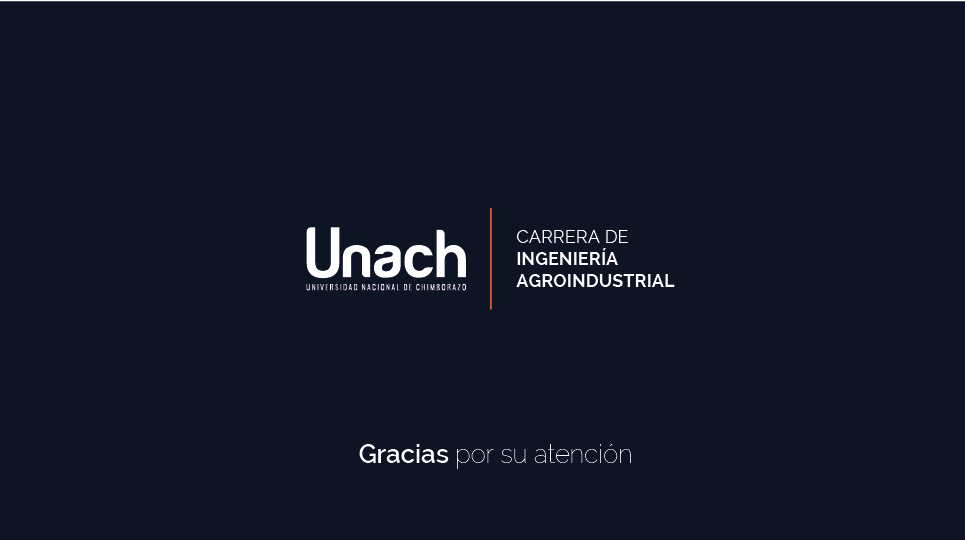 Unach
UNIVERSIDAD NACIONAL DE CHIMBORAZO
CARRERA DE
INGENIERÍA
AGROINDUSTRIAL
Gracias por su atención